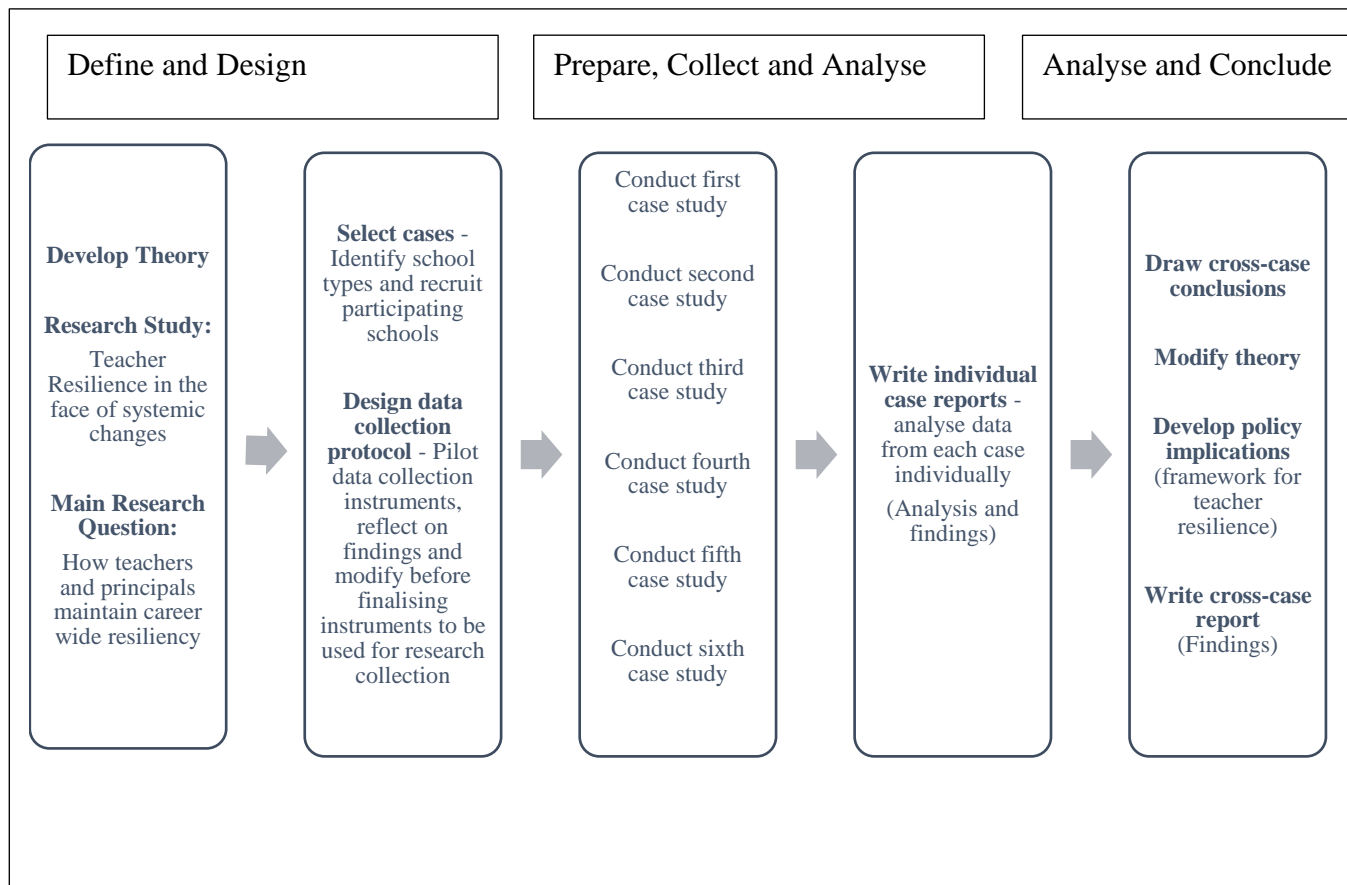 Define and Design
Prepare, Collect and Analyse
Analyse and Conclude
Develop Theory
Research Study:
Teacher
Resilience in the
face of systemic
changes
Main Research
Question:
How teachers
and principals
maintain career
wide resiliency
Select cases -
Identify school
types and recruit
participating
schools
Design data
collection
protocol - Pilot
data collection
instruments,
reflect on
findings and
modify before
finalising
instruments to be
used for research
collection
Conduct first
case study
Conduct second
case study
Conduct third
case study
Conduct fourth
case study
Conduct fifth
case study
Conduct sixth
case study
Write individual
case reports -
analyse data
from each case
individually
(Analysis and
findings)
Draw cross-case
conclusions
Modify theory
Develop policy
implications
(framework for
teacher
resilience)
Write cross-case
report
(Findings)